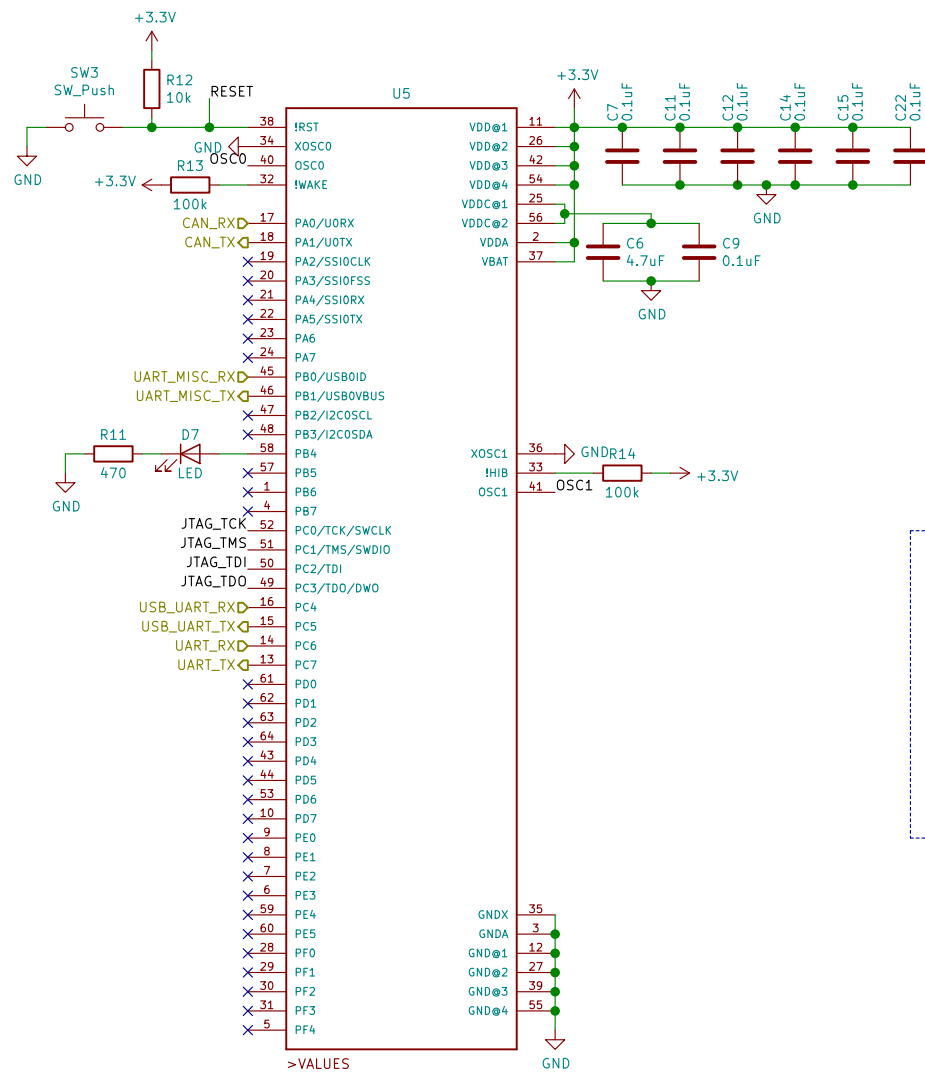 +3.3V
SW3
SW_Push
R12
10k
RESET
GND
U5
+3.3V
C7
0.1uF
C11
0.1uF
C12
0.1uF
C14
0.1uF
C15
0.1uF
C22
0.1uF
GND
C6
4.7uF
C9
0.1uF
GND
GND
OSC0
R13
+3.3V
100k
38 !RST
34 XOSC0
40 OSC0
32 !WAKE
CAN_RX 17 PA0/U0RX
CAN_TX 18 PA1/U0TX
19 PA2/SSI0CLK
20 PA3/SSI0FSS
21 PA4/SSI0RX
22 PA5/SSI0TX
23 PA6
24 PA7
UART_MISC_RX 45 PB0/USB0ID
UART_MISC_TX 46 PB1/USB0VBUS
47 PB2/I2C0SCL
48 PB3/I2C0SDA
R11
470
D7
LED
GND
58 PB4
57 PB5
1 PB6
4 PB7
JTAG_TCK 52 PC0/TCK/SWCLK
JTAG_TMS 51 PC1/TMS/SWDIO
JTAG_TDI 50 PC2/TDI
JTAG_TDO 49 PC3/TDO/DWO
USB_UART_RX 16 PC4
USB_UART_TX 15 PC5
UART_RX 14 PC6
UART_TX 13 PC7
61 PD0
62 PD1
63 PD2
64 PD3
43 PD4
44 PD5
53 PD6
10 PD7
9 PE0
8 PE1
7 PE2
6 PE3
59 PE4
60 PE5
28 PF0
29 PF1
30 PF2
31 PF3
5 PF4
VDD@1 11
VDD@2 26
VDD@3 42
VDD@4 54
VDDC@1 25
VDDC@2 56
VDDA 2
VBAT 37
XOSC1 36 GND
!HIB 33
OSC1 41 OSC1
R14
100k
+3.3V
GNDX 35
GNDA 3
GND@1 12
GND@2 27
GND@3 39
GND@4 55
GND
>VALUES